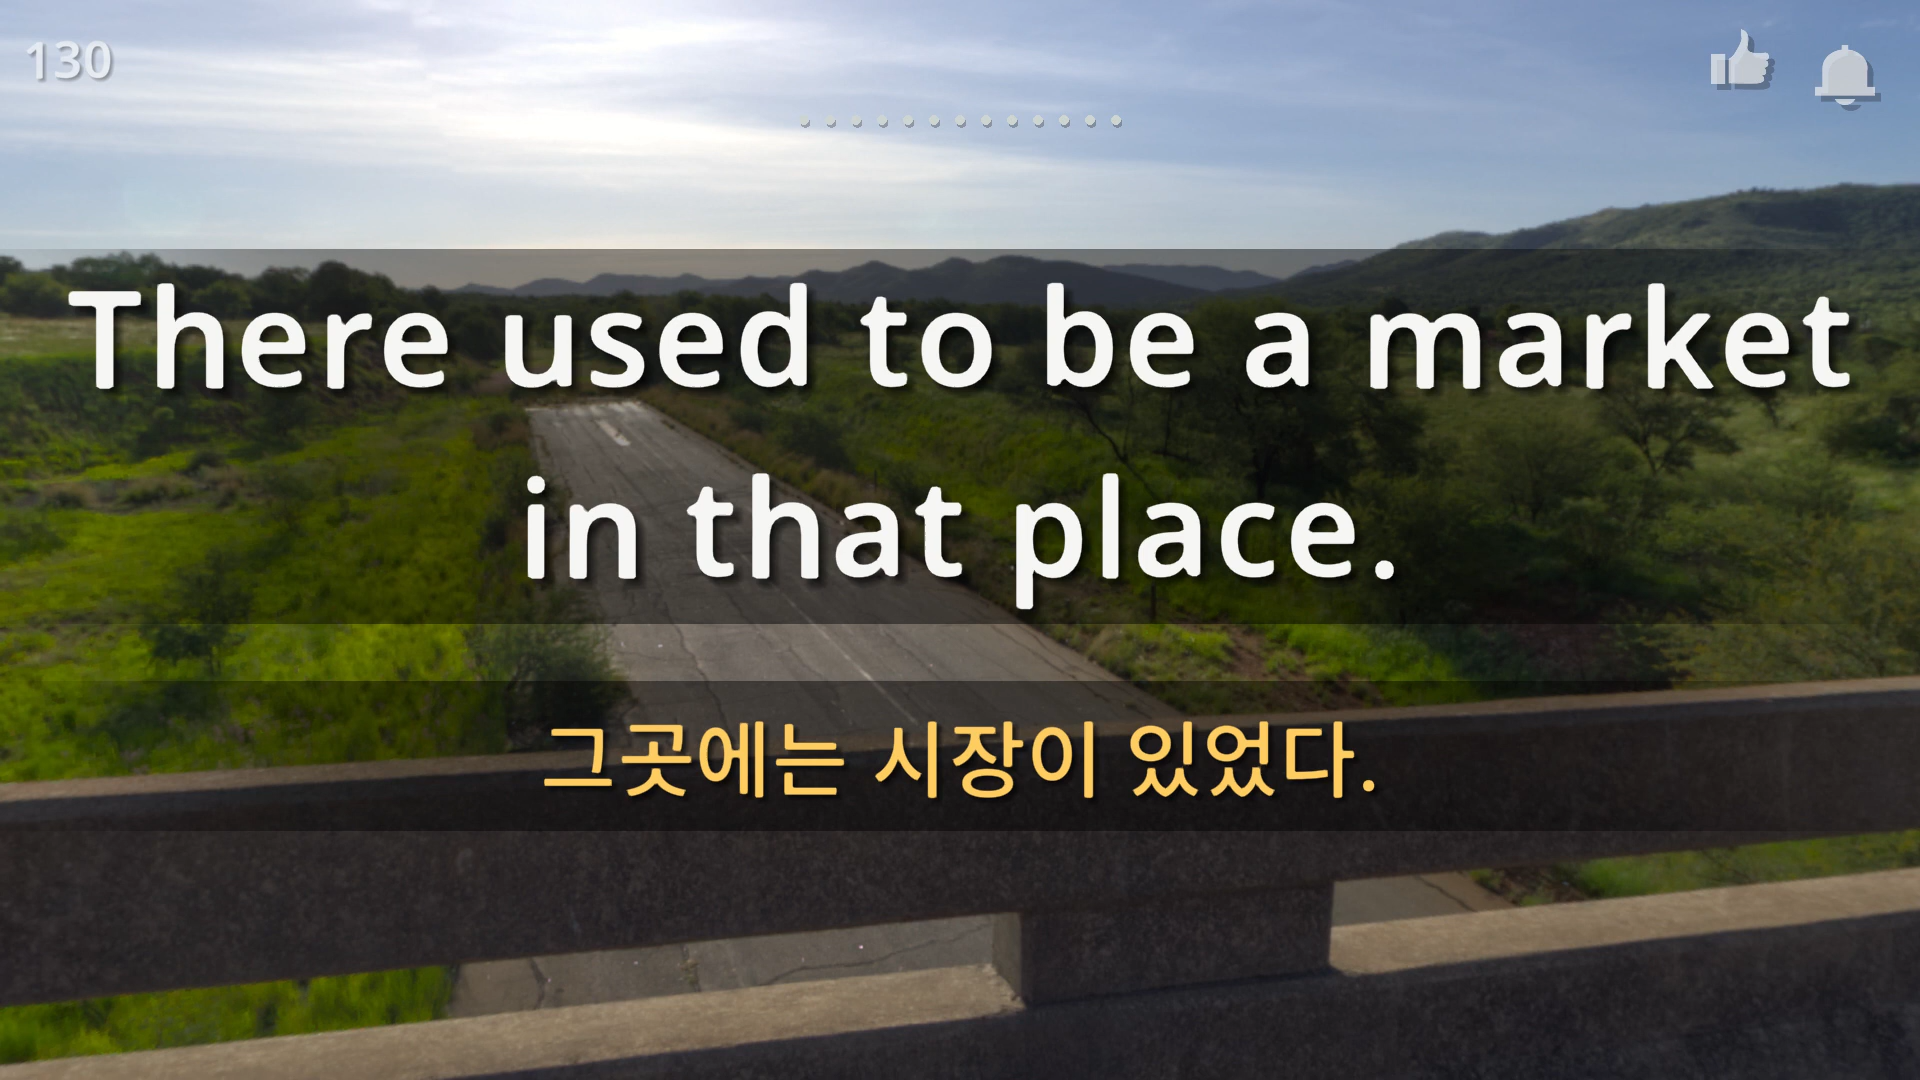 130
There used to be a market
in that place.
그곳에는 시장이 있었다.